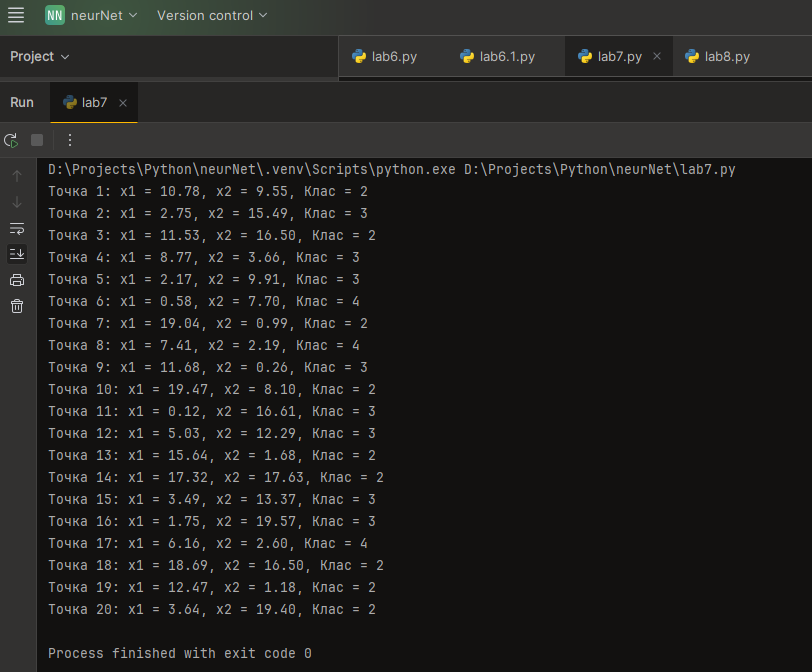 NN neurNet Version control
Project
lab6.py lab6.1.py lab7.py lab8.py
Run lab7
D:\Projects\Python\neurNet\.venv\Scripts\python.exe D:\Projects\Python\neurNet\lab7.py
Точка 1: x1 = 10.78, x2 = 9.55, Клас = 2
Точка 2: x1 = 2.75, x2 = 15.49, Клас = 3
Точка 3: x1 = 11.53, x2 = 16.50, Клас = 2
Точка 4: x1 = 8.77, x2 = 3.66, Клас = 3
Точка 5: x1 = 2.17, x2 = 9.91, Клас = 3
Точка 6: x1 = 0.58, x2 = 7.70, Клас = 4
Точка 7: x1 = 19.04, x2 = 0.99, Клас = 2
Точка 8: x1 = 7.41, x2 = 2.19, Клас = 4
Точка 9: x1 = 11.68, x2 = 0.26, Клас = 3
Точка 10: x1 = 19.47, x2 = 8.10, Клас = 2
Точка 11: x1 = 0.12, x2 = 16.61, Клас = 3
Точка 12: x1 = 5.03, x2 = 12.29, Клас = 3
Точка 13: x1 = 15.64, x2 = 1.68, Клас = 2
Точка 14: x1 = 17.32, x2 = 17.63, Клас = 2
Точка 15: x1 = 3.49, x2 = 13.37, Клас = 3
Точка 16: x1 = 1.75, x2 = 19.57, Клас = 3
Точка 17: x1 = 6.16, x2 = 2.60, Клас = 4
Точка 18: x1 = 18.69, x2 = 16.50, Клас = 2
Точка 19: x1 = 12.47, x2 = 1.18, Клас = 2
Точка 20: x1 = 3.64, x2 = 19.40, Клас = 2
Process finished with exit code 0